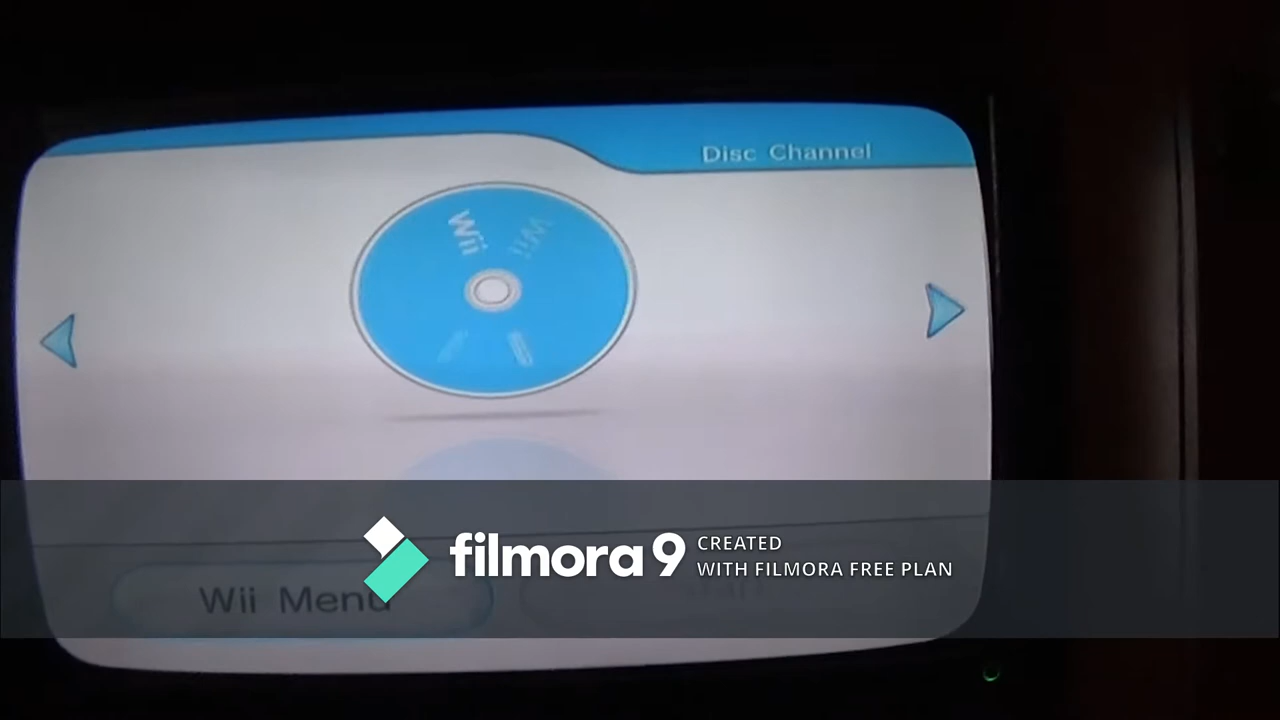 Disc Channel
Wii
Wii
filmora9
CREATED
WITH FILMORA FREE PLAN
Wii Menu